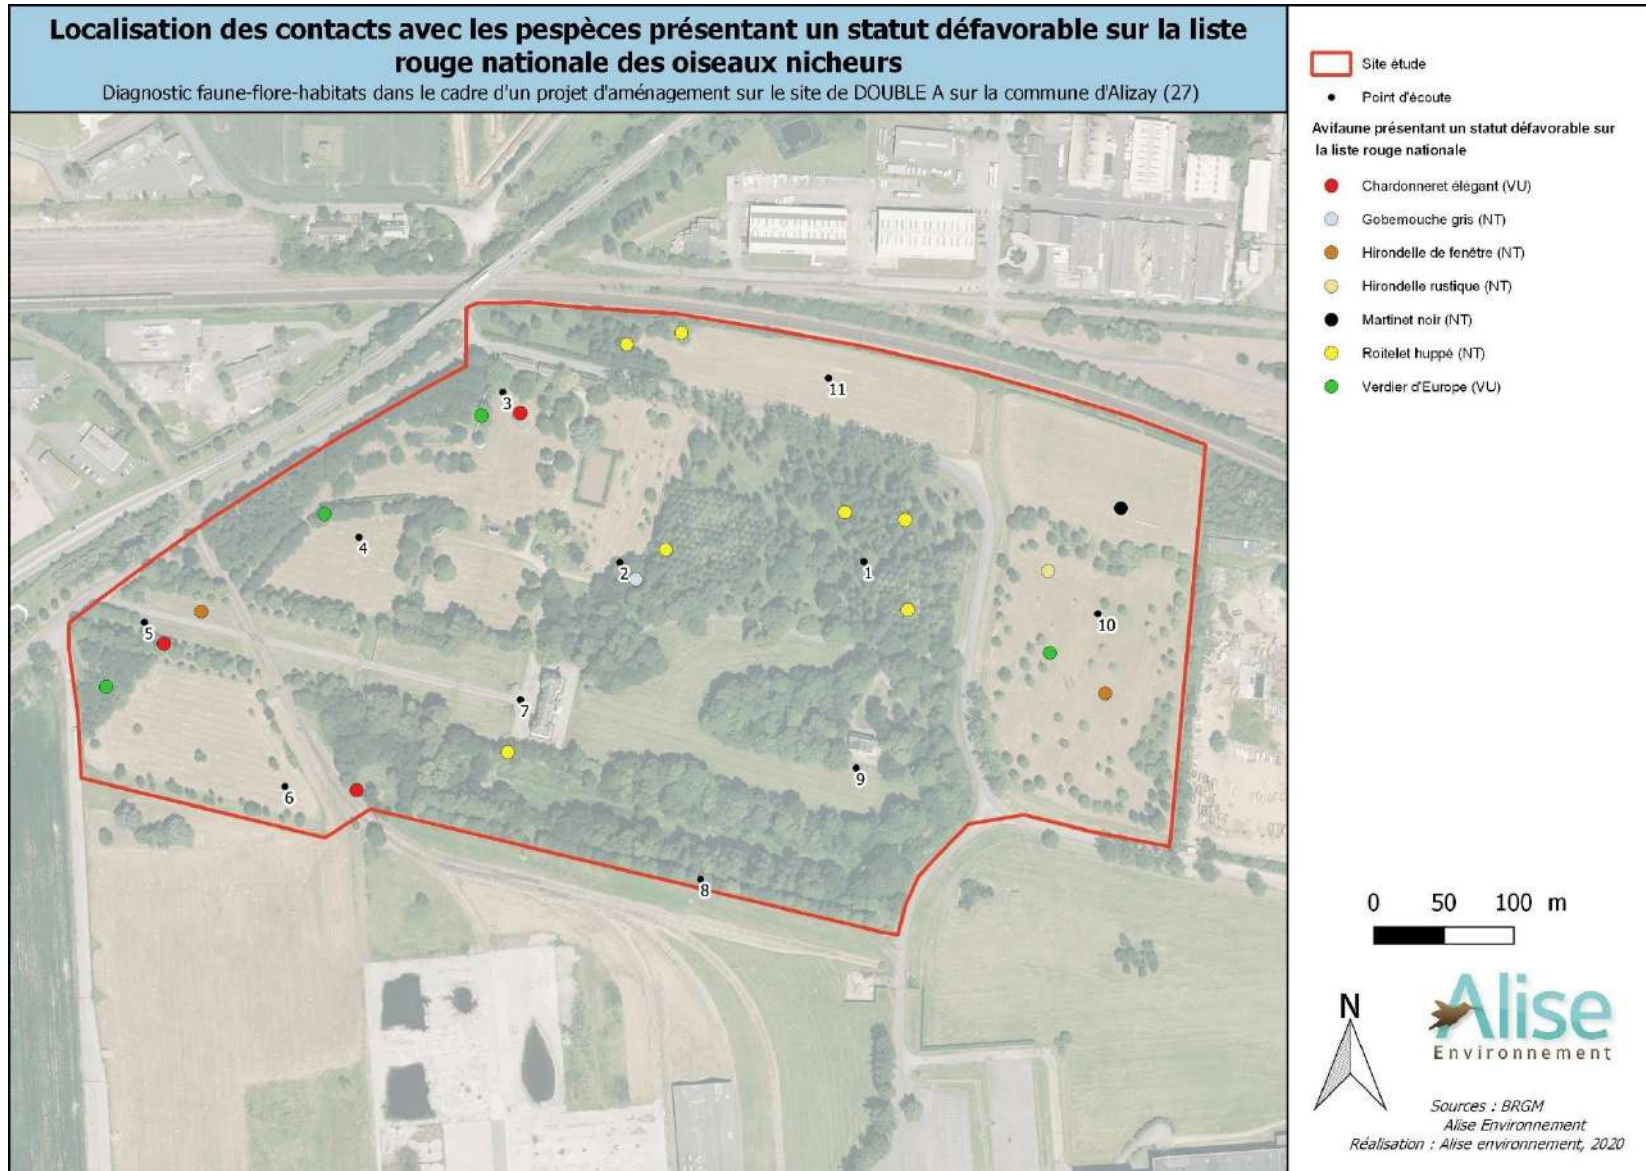 Localisation des contacts avec les pespèces présentant un statut défavorable sur la liste
rouge nationale des oiseaux nicheurs
Diagnostic faune-flore-habitats dans le cadre d'un projet d'aménagement sur le site de DOUBLE A sur la commune d'Alizay (27)
Site étude
Point d'écoute
Avifaune présentant un statut défavorable sur
la liste rouge nationale
Chardonneret élégant (VU)
Gobemouche gris (NT)
Hirondelle de fenêtre (NT)
Hirondelle rustique (NT)
Martinet noir (NT)
Roitelet huppé (NT)
Verdier d'Europe (VU)
11
3
4
2
1
5
10
7
9
6
8
0 50 100 m
N
Alise
Environnement
Sources : BRGM
Alise Environnement
Réalisation : Alise environnement, 2020